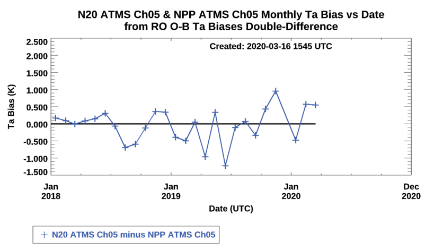 N20 ATMS Ch05 & NPP ATMS Ch05 Monthly Ta Bias vs Date
from RO O-B Ta Biases Double-Difference
Created: 2020-03-16 1545 UTC
Ta Bias (K)
2.500
2.000
1.500
1.000
0.500
0.000
-0.500
-1.000
-1.500
Jan Jan Jan Dec
2018 2019 2020 2020
Date (UTC)
N20 ATMS Ch05 minus NPP ATMS Ch05